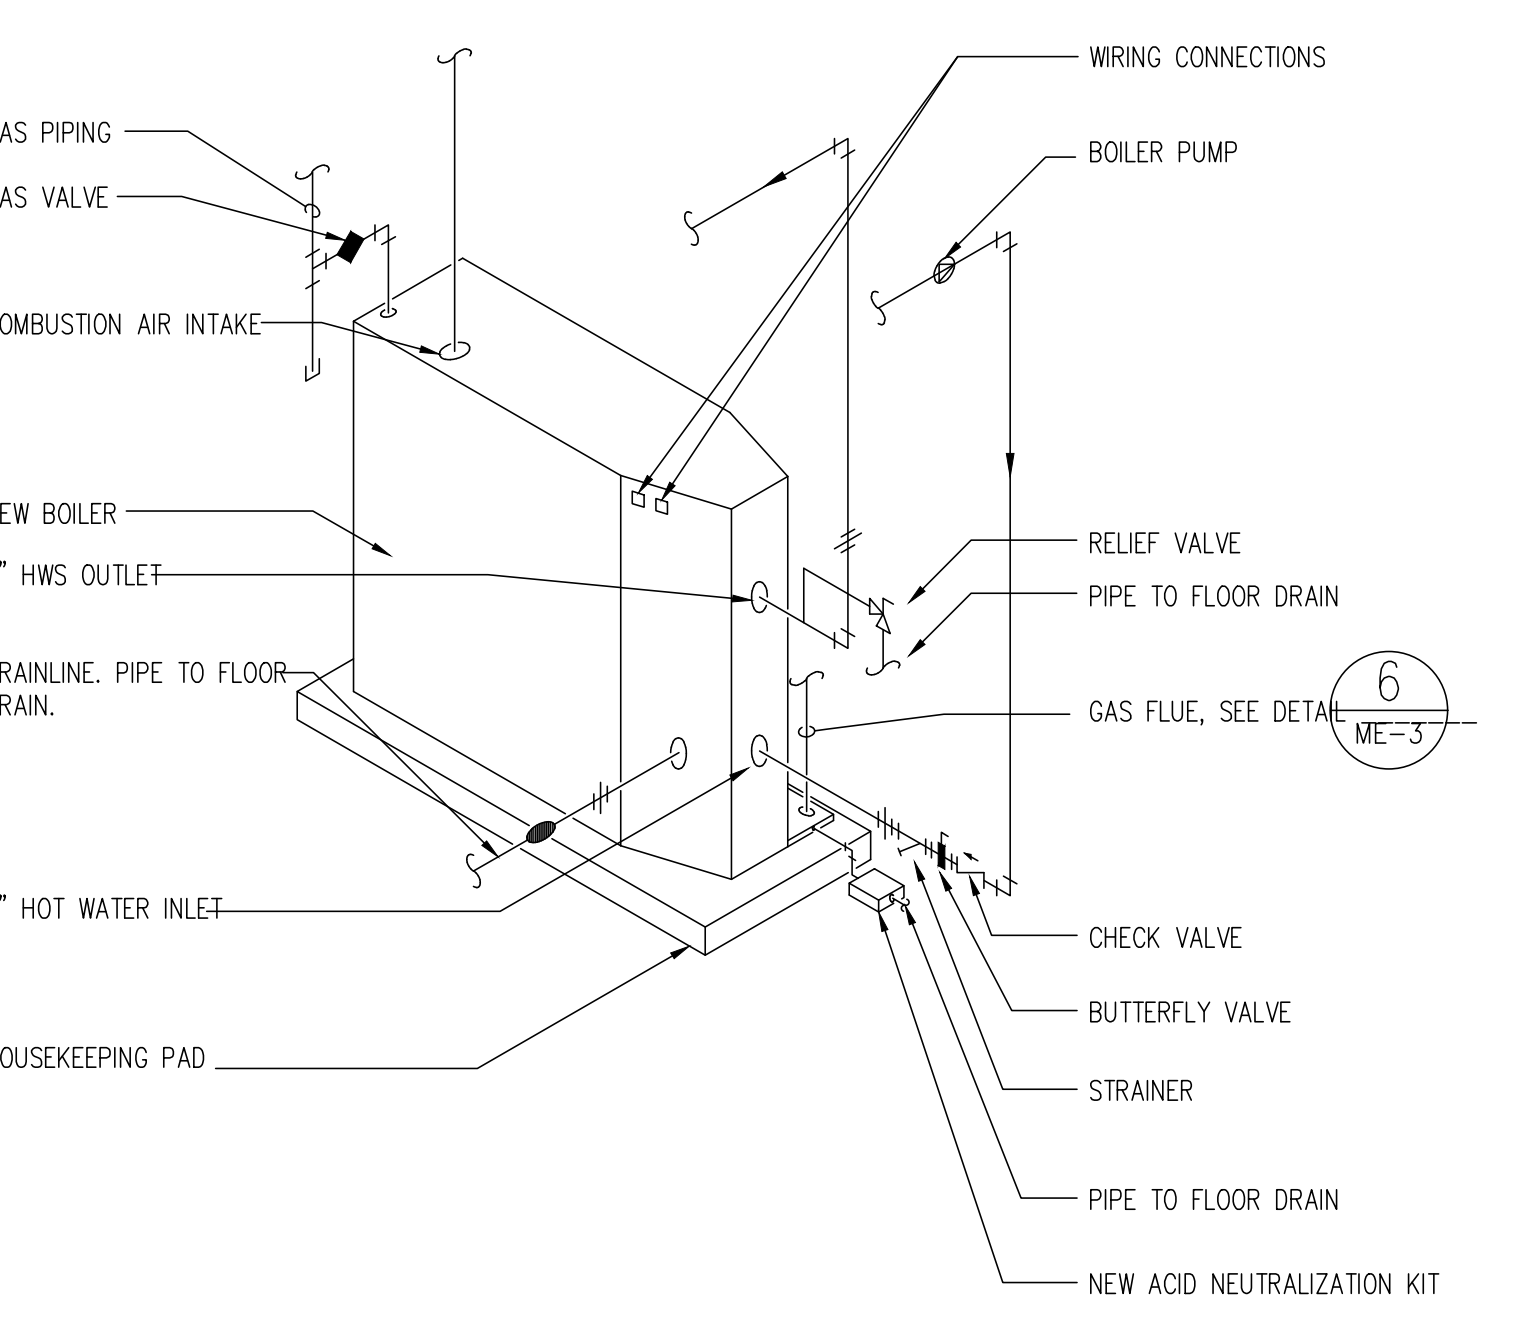 WIRING CONNECTIONS
AS PIPING
BOILER PUMP
AS VALVE
OMBUSTION AIR INTAKE
EW BOILER
RELIEF VALVE
" HWS OUTLET
PIPE TO FLOOR DRAIN
RAINLINE. PIPE TO FLOOR
RAIN.
GAS FLUE, SEE DETAIL
6
ME-3
" HOT WATER INLET
CHECK VALVE
BUTTERFLY VALVE
OUSEKEEPING PAD
STRAINER
PIPE TO FLOOR DRAIN
NEW ACID NEUTRALIZATION KIT